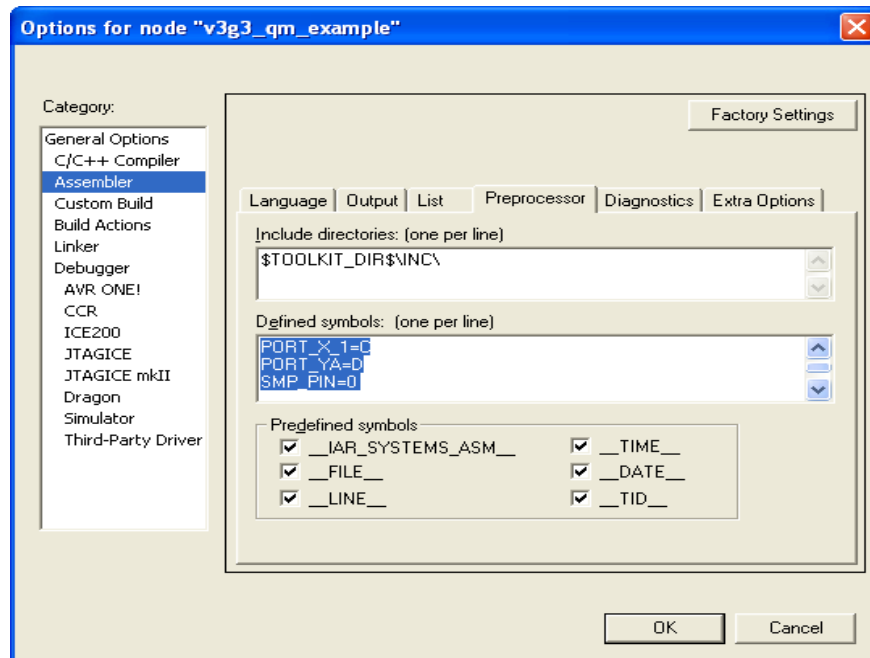 Options for node "v3g3_qm_example"
Category:
General Options
C/C++ Compiler
Assembler
Custom Build
Build Actions
Linker
Debugger
AVR ONE!
CCR
ICE200
JTAGICE
JTAGICE mkII
Dragon
Simulator
Third-Party Driver
Factory Settings
Language Output List Preprocessor Diagnostics Extra Options
Include directories: (one per line)
$TOOLKIT_DIR$\INC\
Defined symbols: (one per line)
PORT_X_1=C
PORT_YA=D
SMP_PIN=0
Predefined symbols
__IAR_SYSTEMS_ASM__ __TIME__
__FILE__ __DATE__
__LINE__ __TID__
OK Cancel